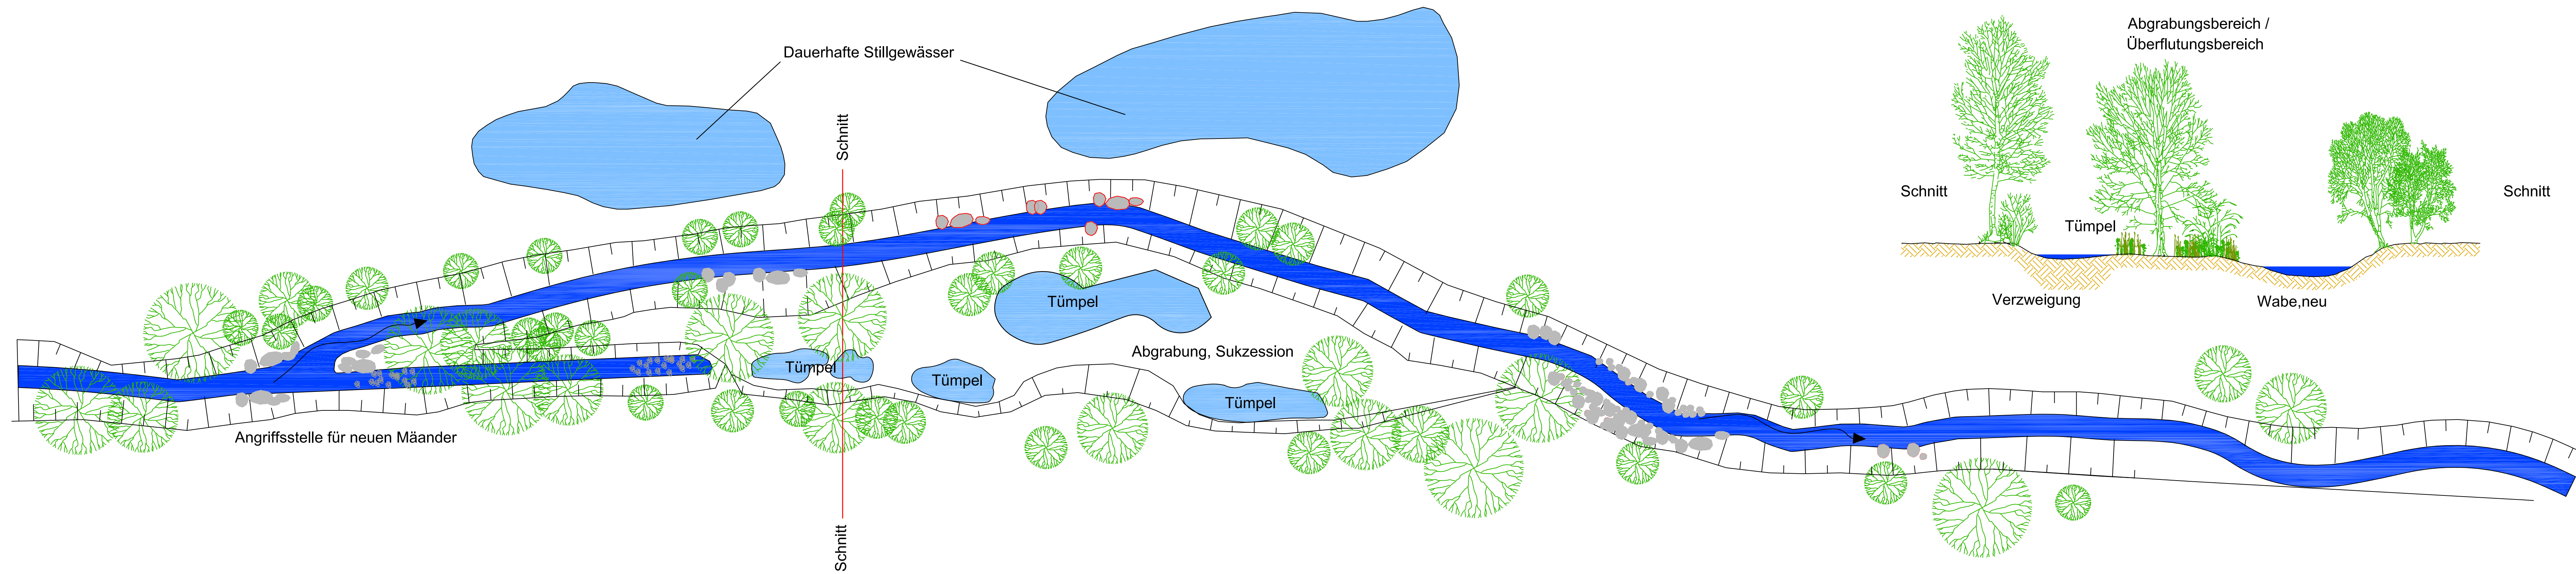 Dauerhafte Stillgewässer
Schnitt
Tümpel
Tümpel
Tümpel
Abgrabung, Sukzession
Tümpel
Angriffsstelle für neuen Mäander
Schnitt
Abgrabungsbereich /
Überflutungsbereich
Schnitt
Schnitt
Tümpel
Verzweigung
Wabe,neu